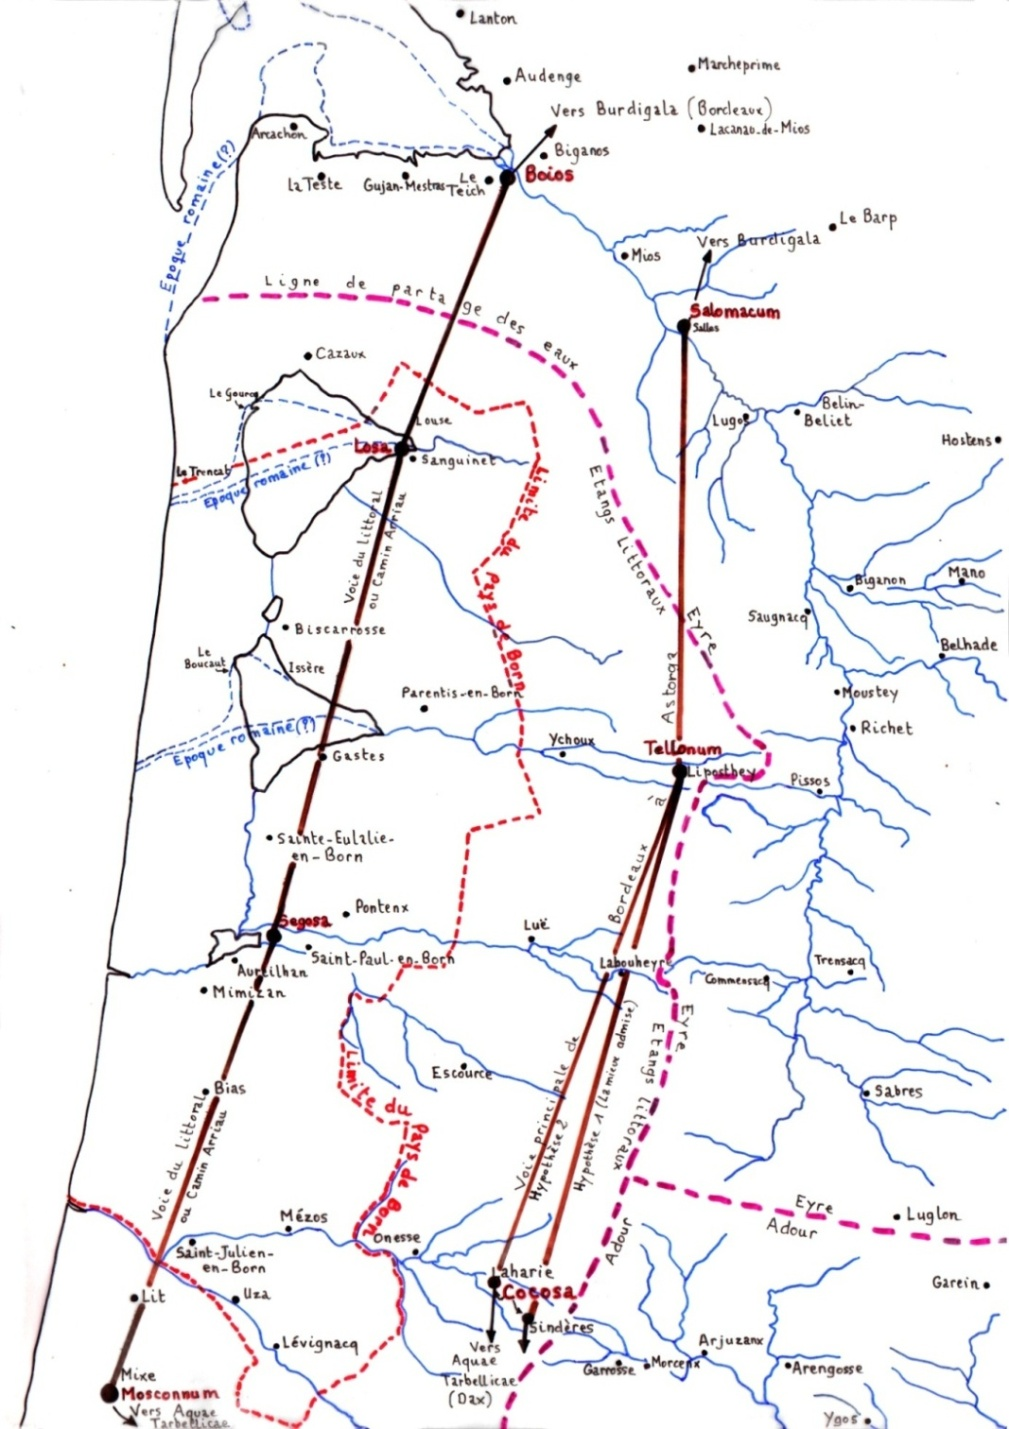 Lanton
Marcheprime
Audenge
Vers Burdigala (Bordeaux)
Lacanau-de-Mios
Arcachon
Biganos
La Teste
Gujan-Mestras
Le
Teich
Boios
Epoque romaine (?)
Le Barp
Mios
Vers Burdigala
Ligne de partage des eaux
Salomacum
Salles
Cazaux
Le Gourg
Louse
Lugos
Belin-
Beliet
Hostens
Losa
Sanguinet
Le Trencat
Epoque romaine (?)
Limite du Pays de Born
Etangs Littoraux
Eyre
Voie du Littoral
ou Camin Arriau
Biganon
Mano
Saugnacq
Biscarrosse
Belhade
Le
Boucaut
Issère
Parentis-en-Born
Astorga
Moustey
Richet
Epoque romaine (?)
Gastes
Ychoux
Tellonum
Liposthey
Pissos
Sainte-Eulalie-
en-Born
à
Bordeaux
Pontenx
Segosa
Luë
Saint-Paul-en-Born
Aureilhan
Mimizan
Labouheyre
Commensacq
Trensacq
Eyre
Etangs littoraux
Escource
Bias
Sabres
Limite du Pays de Born
Voie principale de
Hypothèse 2
Hypothèse 1 (La mieux admise)
Voie du Littoral
ou Camin Arriau
Mézos
Eyre
Adour
Luglon
Adour
Saint-Julien-
en-Born
Onesse
Laharie
Garein
Lit
Uza
Cocosa
Sindères
Lévignacq
Vers
Aquae
Tarbellicae
(Dax)
Garrosse
Morcenx
Arjuzanx
Arengosse
Mixe
Mosconnum
Vers Aquae
Tarbellicae
Ygos